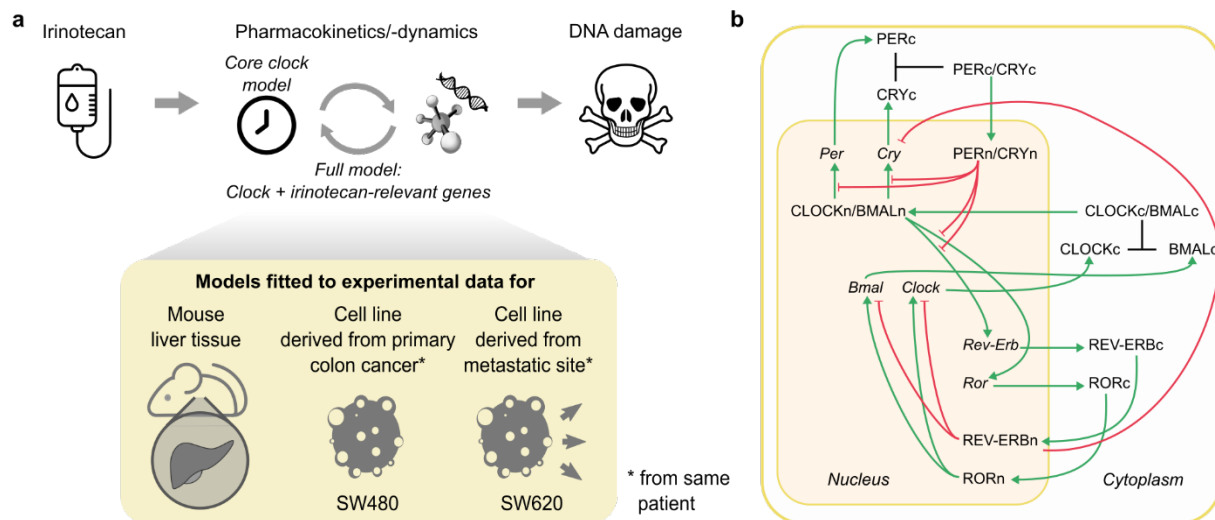 a
Irinotecan
Pharmacokinetics/-dynamics
DNA damage
Core clock
model
Full model:
Clock + irinotecan-relevant genes
Models fitted to experimental data for
Mouse
liver tissue
Cell line
derived from primary
colon cancer*
Cell line
derived from
metastatic site*
SW480
SW620
* from same
patient
b
PERc
PERc/CRYc
CRYc
Per
Cry
PERn/CRYn
CLOCKn/BMALn
CLOCKc/BMALc
CLOCKc
BMALc
Bmal
Clock
Rev-Erb
REV-ERBc
Ror
RORc
REV-ERBn
RORn
Nucleus
Cytoplasm